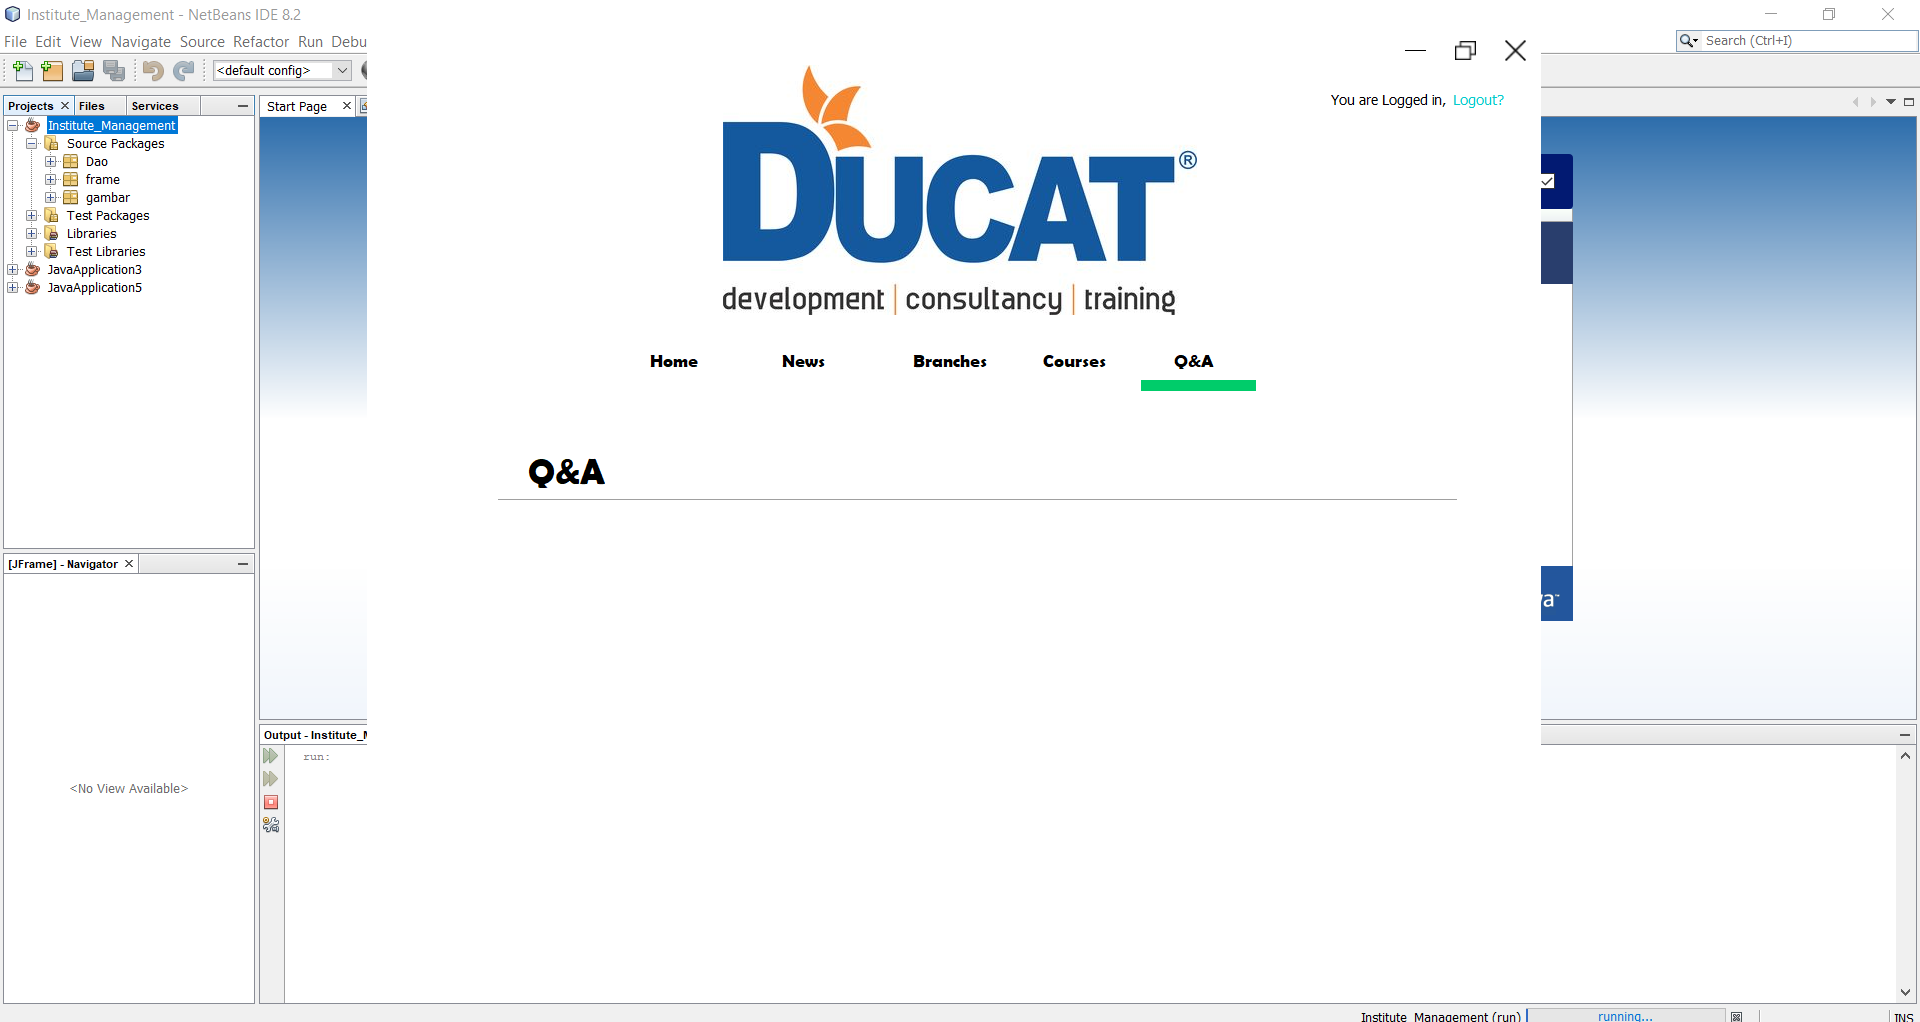 Institute_Management - NetBeans IDE 8.2
File Edit View Navigate Source Refactor Run Debu
Search (Ctrl+I)
<default config>
Projects Files Services
Start Page
Institute_Management
Source Packages
Dao
frame
gambar
Test Packages
Libraries
Test Libraries
JavaApplication3
JavaApplication5
You are Logged in, Logout?
DUCAT®
development | consultancy | training
Home News Branches Courses Q&A
Q&A
[JFrame] - Navigator
<No View Available>
va™
Output - Institute_M
run:
Institute_Management (run) running... INS